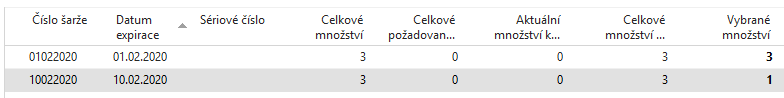 Číslo šarže Datum expirace Sériové číslo Celkové množství Celkové požadovan... Aktuální množství k... Celkové množství ... Vybrané množství
01022020 01.02.2020 3 0 0 3 3
10022020 10.02.2020 3 0 0 3 1